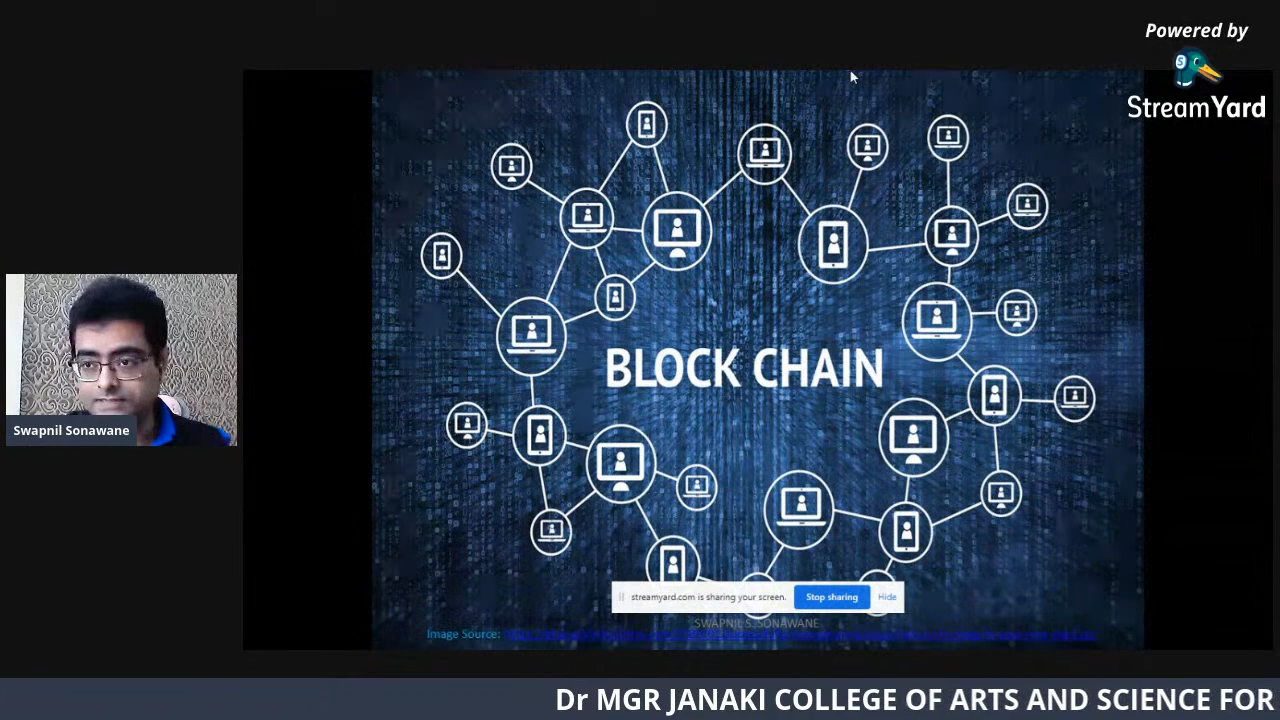 Powered by
StreamYard
BLOCK CHAIN
Swapnil Sonawane
streamyard.com is sharing your screen.
Stop sharing
Hide
SWAPNIL S. SONAWANE
Image Source:
Dr MGR JANAKI COLLEGE OF ARTS AND SCIENCE FOR